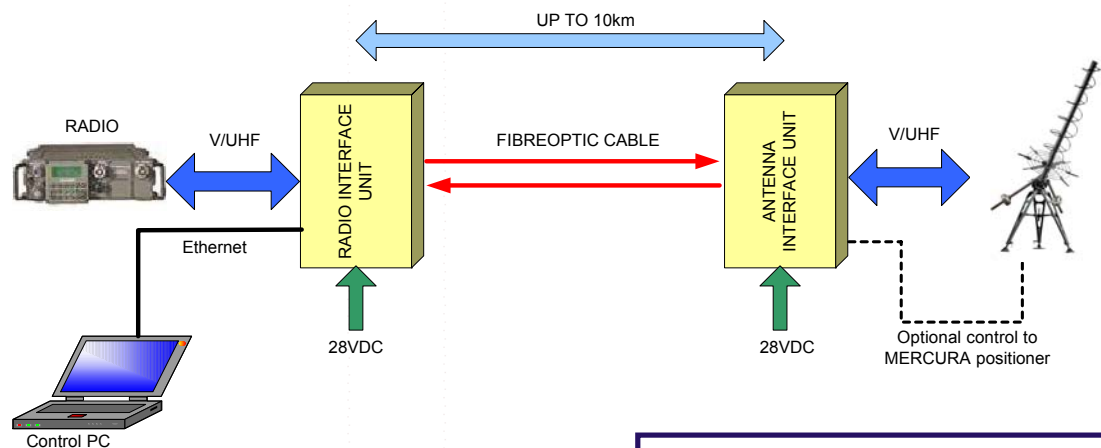 UP TO 10km
RADIO
V/UHF
RADIO INTERFACE
UNIT
FIBREOPTIC CABLE
ANTENNA
INTERFACE UNIT
V/UHF
Ethernet
28VDC
28VDC
Optional control to
MERCURA positioner
Control PC